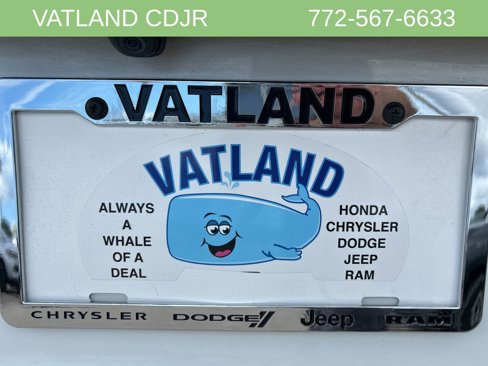 VATLAND CDJR 772-567-6633
VATLAND
VATLAND
ALWAYS
A
WHALE
OF A
DEAL
HONDA
CHRYSLER
DODGE
JEEP
RAM
CHRYSLER DODGE Jeep RAM